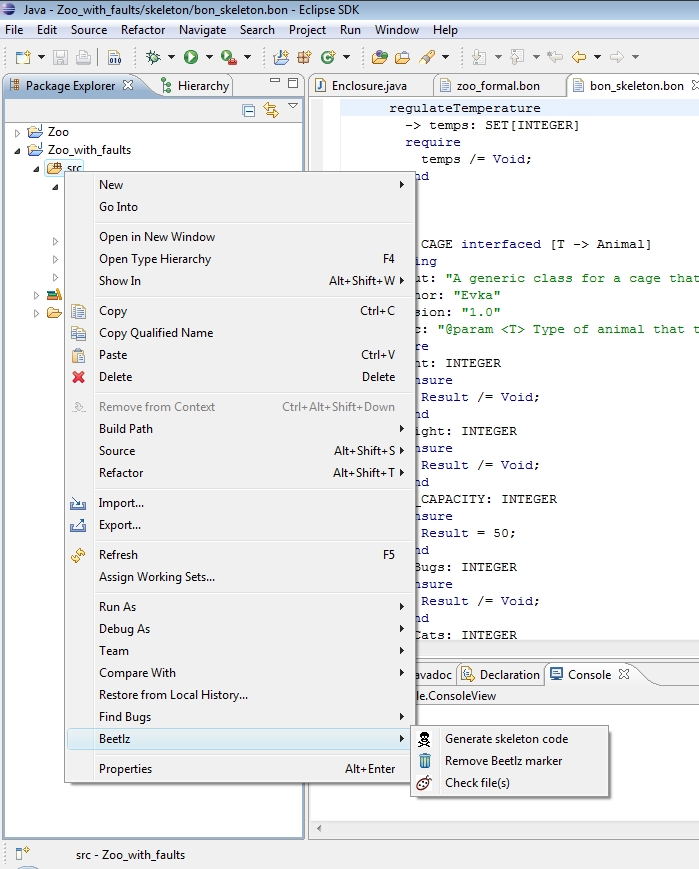 Java - Zoo_with_faults/skeleton/bon_skeleton.bon - Eclipse SDK
File Edit Source Refactor Navigate Search Project Run Window Help
010
Package Explorer Hierarchy
Enclosure.java zoo_formal.bon bon_skeleton.bon
Zoo
Zoo_with_faults
src
regulateTemperature
-> temps: SET[INTEGER]
require
temps /= Void;
nd
CAGE interfaced [T -> Animal]
ing
ut: "A generic class for a cage that
hor: "Evka"
sion: "1.0"
c: "@param <T> Type of animal that t
re
ht: INTEGER
nsure
Result /= Void;
nd
ight: INTEGER
nsure
Result /= Void;
nd
_CAPACITY: INTEGER
nsure
Result = 50;
nd
Bugs: INTEGER
nsure
Result /= Void;
nd
Cats: INTEGER
New
Go Into
Open in New Window
Open Type Hierarchy F4
Show In Alt+Shift+W
Copy Ctrl+C
Copy Qualified Name
Paste Ctrl+V
Delete Delete
Remove from Context Ctrl+Alt+Shift+Down
Build Path
Source Alt+Shift+S
Refactor Alt+Shift+T
Import...
Export...
Refresh F5
Assign Working Sets...
Run As
Debug As
Team
Compare With
Restore from Local History...
Find Bugs
Beetlz
Properties Alt+Enter
avadoc Declaration Console
le.ConsoleView
Generate skeleton code
Remove Beetlz marker
Check file(s)
src - Zoo_with_faults